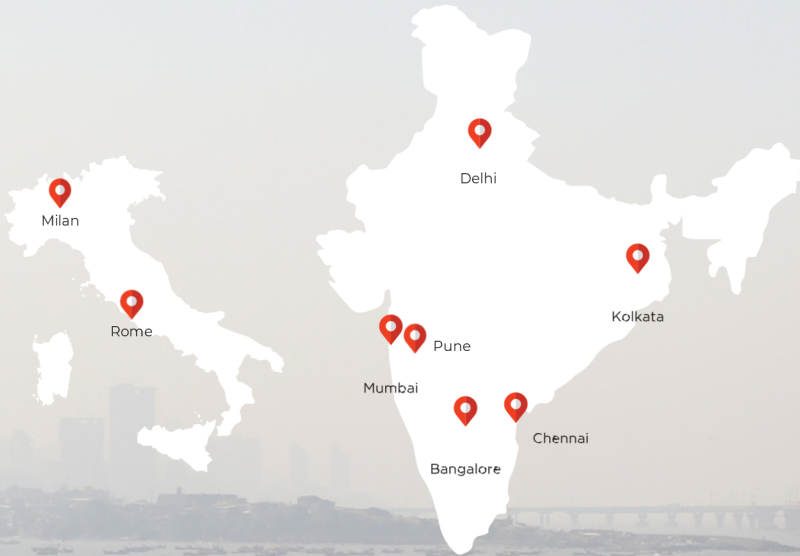 Delhi
Milan
Kolkata
Rome
Pune
Mumbai
Chennai
Bangalore